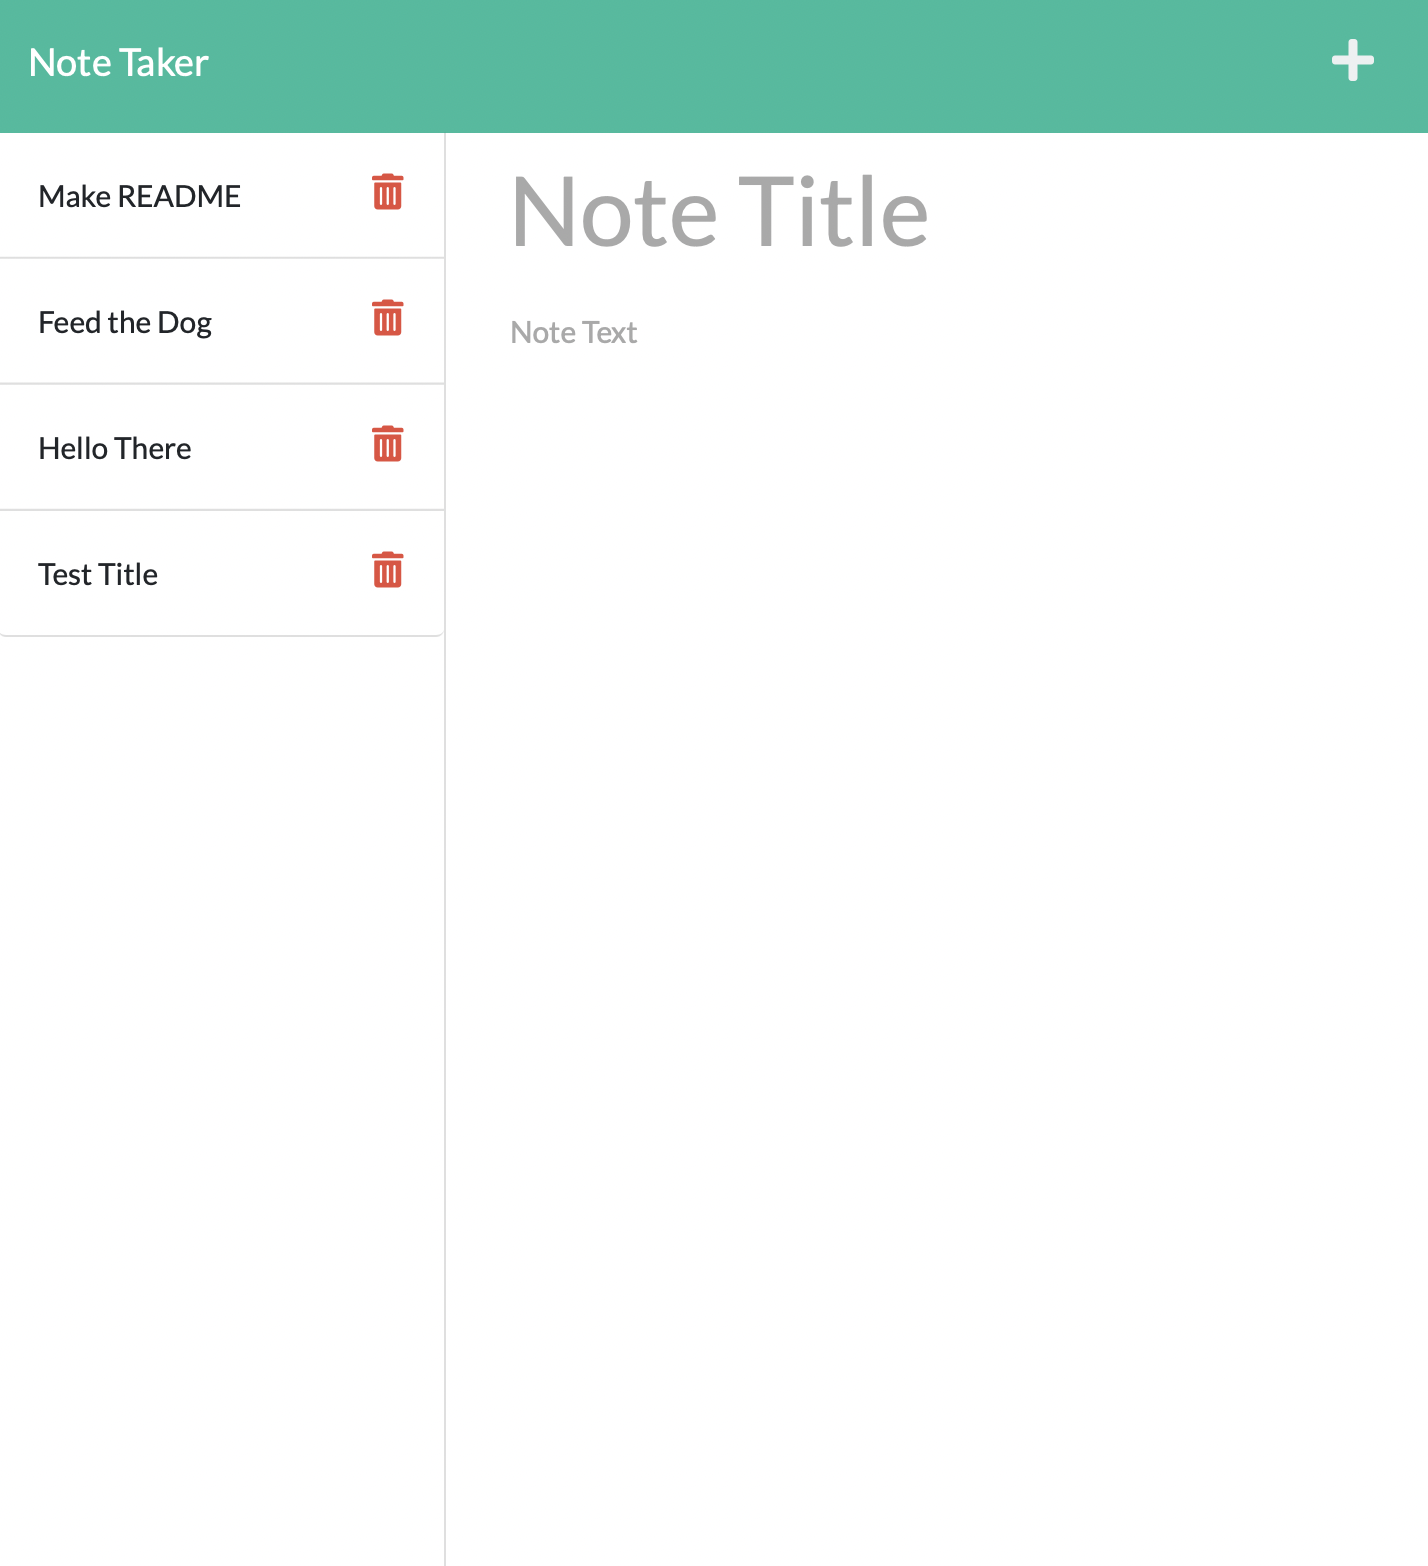 Note Taker
Make README
Feed the Dog
Hello There
Test Title
Note Title
Note Text